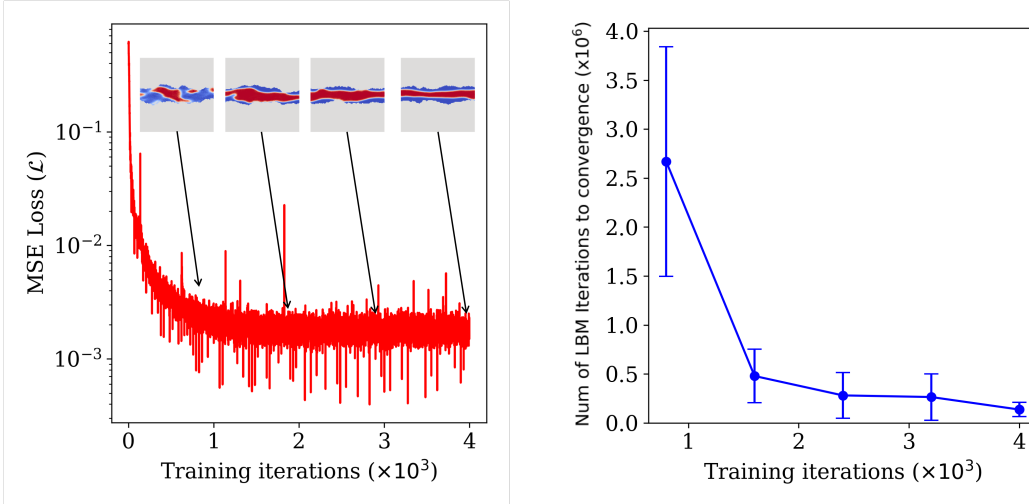 MSE Loss (ℒ)
10⁻¹
10⁻²
10⁻³
0 1 2 3 4
Training iterations (×10³)
Num of LBM Iterations to convergence (x10⁶)
4.0
3.5
3.0
2.5
2.0
1.5
1.0
0.5
0.0
1 2 3 4
Training iterations (×10³)